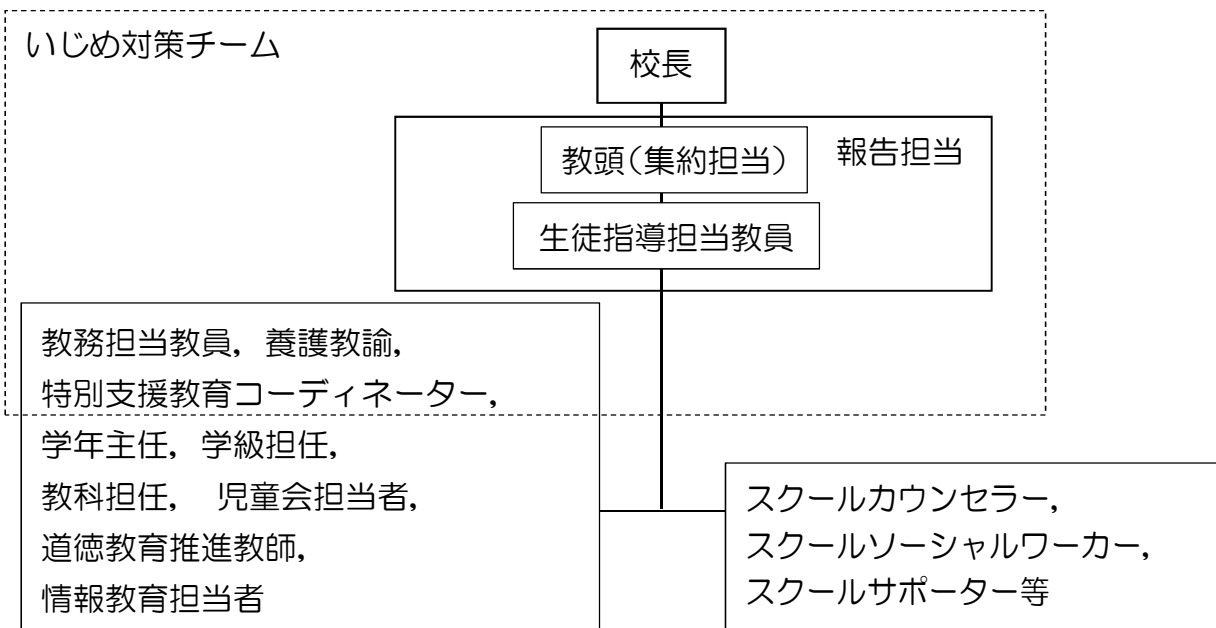 いじめ対策チーム
校長
教頭(集約担当)
報告担当
生徒指導担当教員
教務担当教員，養護教諭，
特別支援教育コーディネーター，
学年主任，学級担任，
教科担任，　児童会担当者，
道徳教育推進教師，
情報教育担当者
スクールカウンセラー，
スクールソーシャルワーカー，
スクールサポーター等